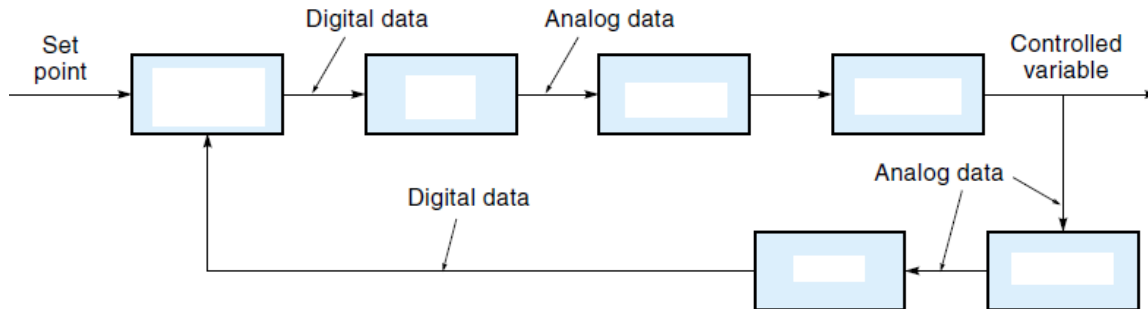 Digital data
Analog data
Set
point
Controlled
variable
Analog data
Digital data